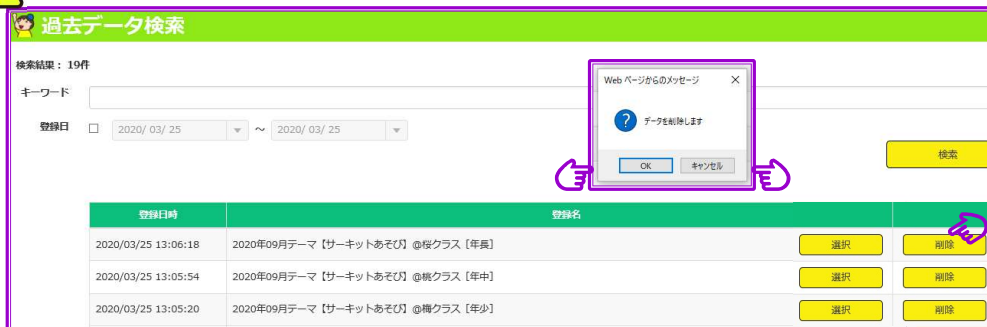 過去データ検索
検索結果： 19件
キーワード
登録日 2020/ 03/ 25 ～ 2020/ 03/ 25
Web ページからのメッセージ ×
? データを削除します
OK キャンセル
検索
登録日時 登録名
2020/03/25 13:06:18 2020年09月テーマ【サーキットあそび】@桜クラス［年長］ 選択 削除
2020/03/25 13:05:54 2020年09月テーマ【サーキットあそび】@桃クラス［年中］ 選択 削除
2020/03/25 13:05:20 2020年09月テーマ【サーキットあそび】@梅クラス［年少］ 選択 削除